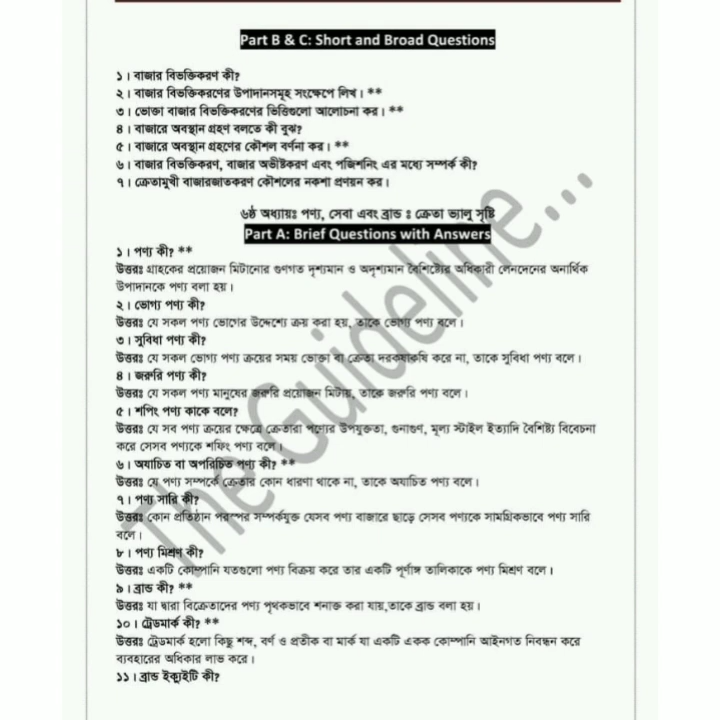 Part B & C: Short and Broad Questions
১। বাজার বিভক্তিকরণ কী?
২। বাজার বিভক্তিকরণের উপাদানসমূহ সংক্ষেপে লিখ। **
৩। ভোক্তা বাজার বিভক্তিকরণের ভিত্তিগুলো আলোচনা কর। **
৪। বাজারে অবস্থান গ্রহণ বলতে কী বুঝ?
৫। বাজারে অবস্থান গ্রহণের কৌশল বর্ণনা কর। **
৬। বাজার বিভক্তিকরণ, বাজার অভীষ্টকরণ এবং পজিশনিং এর মধ্যে সম্পর্ক কী?
৭। ক্রেতামুখী বাজারজাতকরণ কৌশলের নকশা প্রণয়ন কর।
৬ষ্ঠ অধ্যায়ঃ পণ্য, সেবা এবং ব্রান্ড ঃ ক্রেতা ভ্যালু সৃষ্টি
Part A: Brief Questions with Answers
১। পণ্য কী? **
উত্তরঃ গ্রাহকের প্রয়োজন মিটানোর গুণগত দৃশ্যমান ও অদৃশ্যমান বৈশিষ্ট্যের অধিকারী লেনদেনের অনার্থিক
উপাদানকে পণ্য বলা হয়।
২। ভোগ্য পণ্য কী?
উত্তরঃ যে সকল পণ্য ভোগের উদ্দেশ্যে ক্রয় করা হয়, তাকে ভোগ্য পণ্য বলে।
৩। সুবিধা পণ্য কী?
উত্তরঃ যে সকল ভোগ্য পণ্য ক্রয়ের সময় ভোক্তা বা ক্রেতা দরকষাকষি করে না, তাকে সুবিধা পণ্য বলে।
৪। জরুরি পণ্য কী?
উত্তরঃ যে সকল পণ্য মানুষের জরুরি প্রয়োজন মিটায়, তাকে জরুরি পণ্য বলে।
৫। শপিং পণ্য কাকে বলে?
উত্তরঃ যে সব পণ্য ক্রয়ের ক্ষেত্রে ক্রেতারা পণ্যের উপযুক্ততা, গুনাগুণ, মূল্য স্টাইল ইত্যাদি বৈশিষ্ট্য বিবেচনা
করে সেসব পণ্যকে শফিং পণ্য বলে।
৬। অযাচিত বা অপরিচিত পণ্য কী? **
উত্তরঃ যে পণ্য সম্পর্কে ক্রেতার কোন ধারণা থাকে না, তাকে অযাচিত পণ্য বলে।
৭। পণ্য সারি কী?
উত্তরঃ কোন প্রতিষ্ঠান পরস্পর সম্পর্কযুক্ত যেসব পণ্য বাজারে ছাড়ে সেসব পণ্যকে সামগ্রিকভাবে পণ্য সারি
বলে।
৮। পণ্য মিশ্রণ কী?
উত্তরঃ একটি কোম্পানি যতগুলো পণ্য বিক্রয় করে তার একটি পূর্ণাঙ্গ তালিকাকে পণ্য মিশ্রণ বলে।
৯। ব্রান্ড কী? **
উত্তরঃ যা দ্বারা বিক্রেতাদের পণ্য পৃথকভাবে শনাক্ত করা যায়,তাকে ব্রান্ড বলা হয়।
১০। ট্রেডমার্ক কী? **
উত্তরঃ ট্রেডমার্ক হলো কিছু শব্দ, বর্ণ ও প্রতীক বা মার্ক যা একটি একক কোম্পানি আইনগত নিবন্ধন করে
ব্যবহারের অধিকার লাভ করে।
১১। ব্রান্ড ইক্যুইটি কী?
The Guideline...